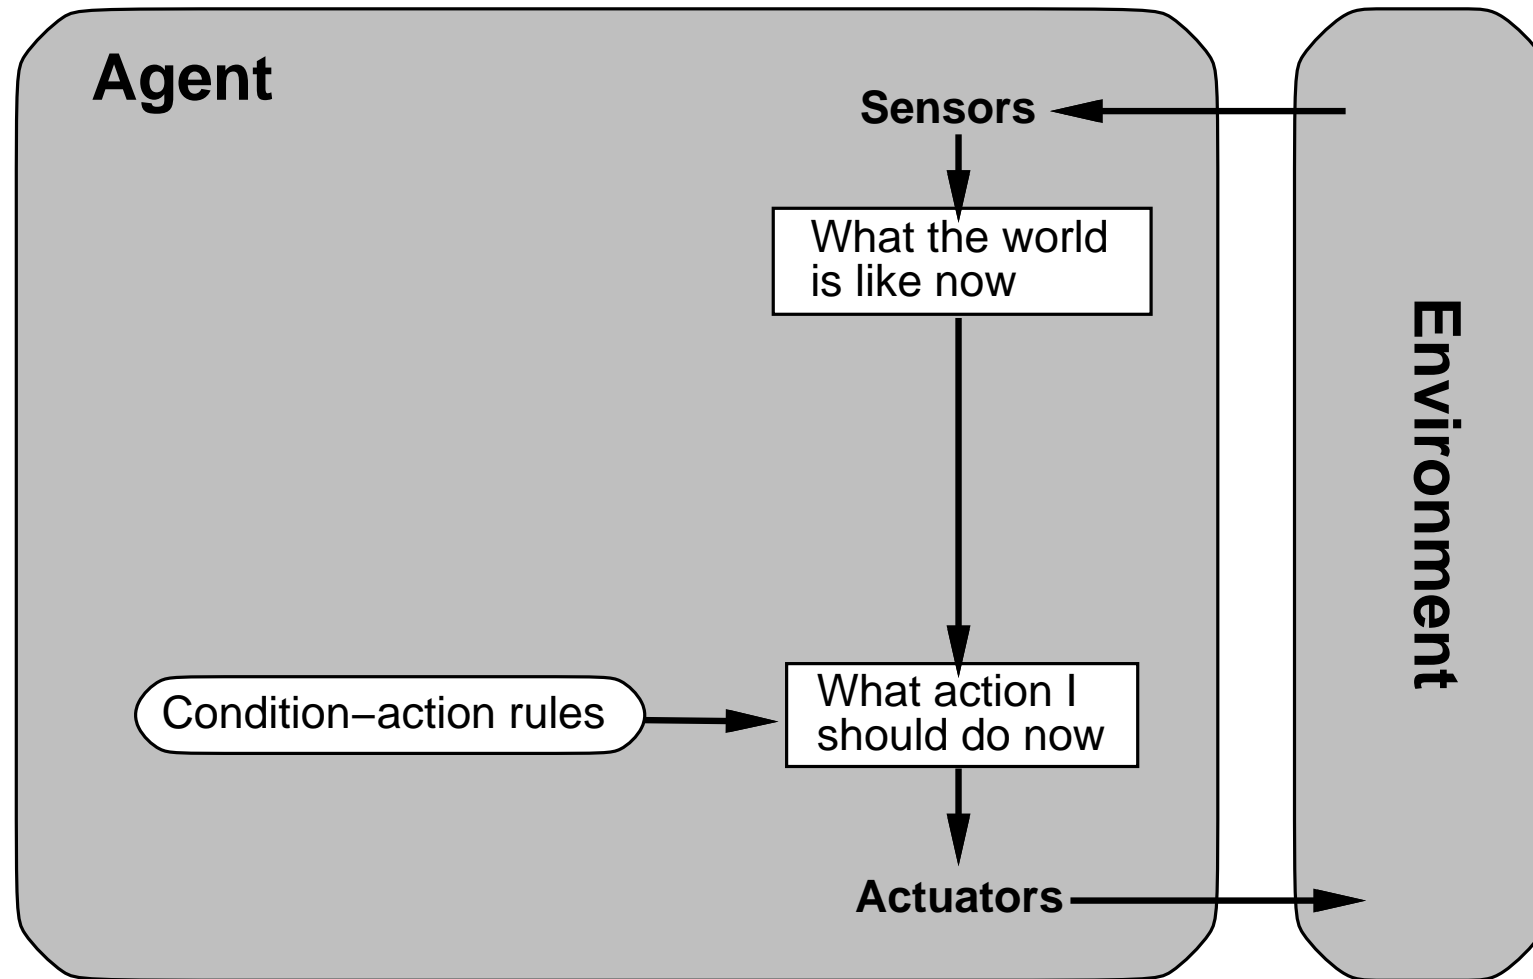 Agent
Sensors
What the world
is like now
Environment
Condition−action rules
What action I
should do now
Actuators